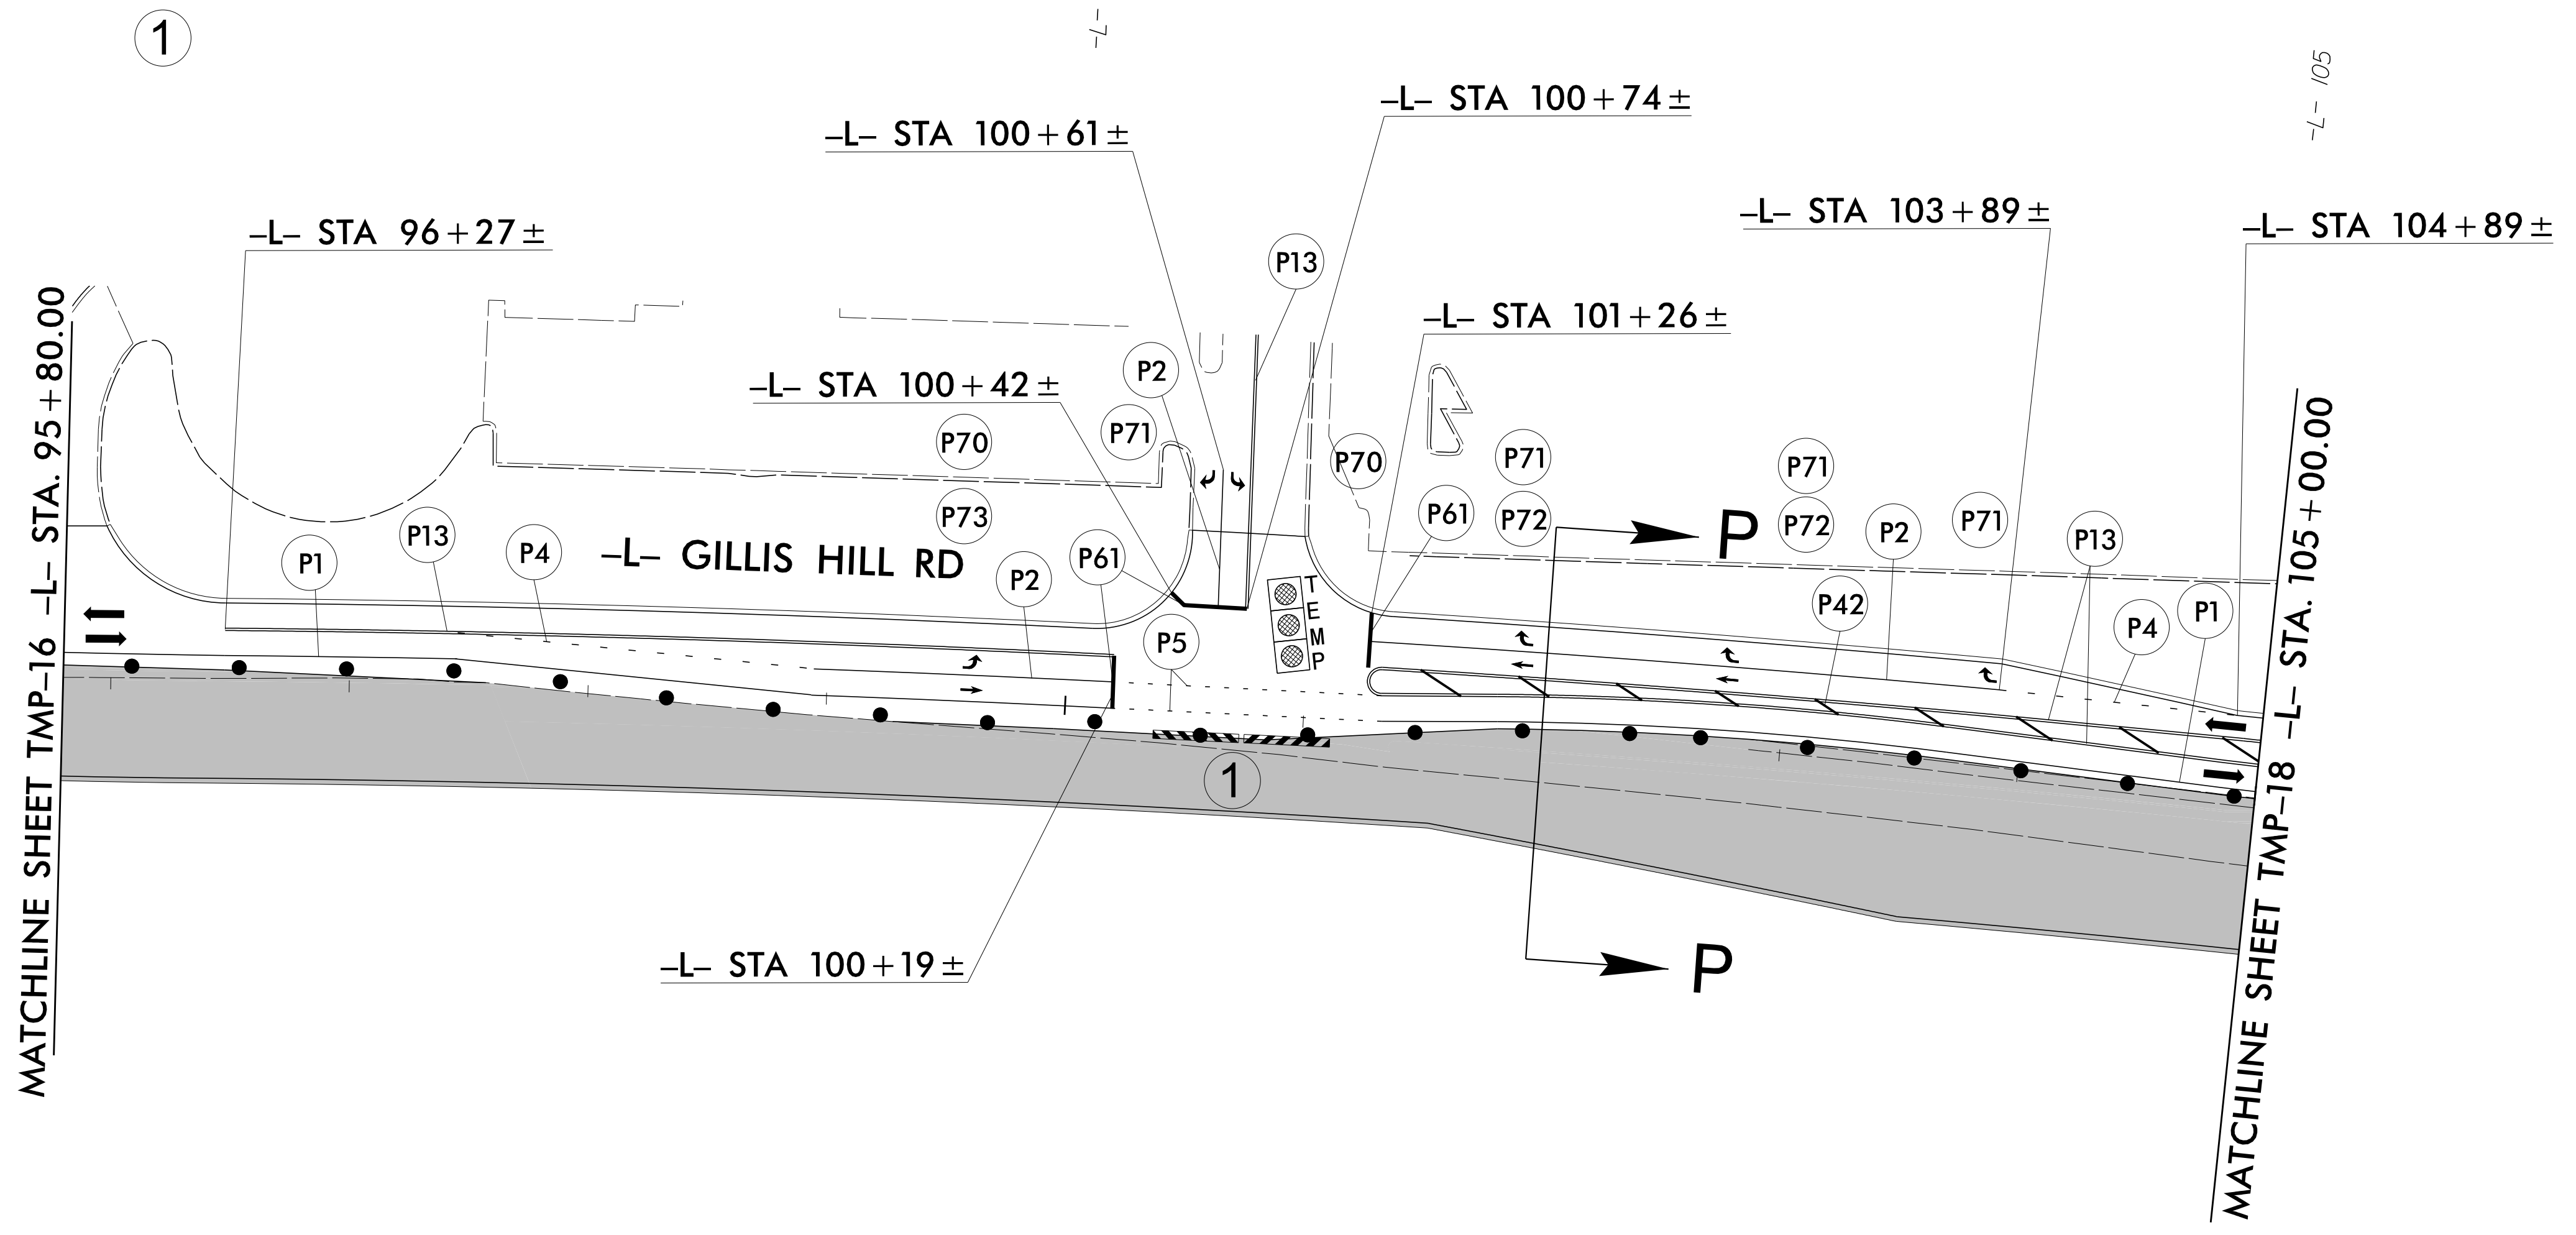 1
-L-
-L- 105
-L- STA 100+74±
-L- STA 100+61±
-L- STA 103+89±
-L- STA 104+89±
-L- STA 96+27±
P13
-L- STA 101+26±
P2
-L- STA 100+42±
P70
P71
P70
P71
P71
P73
P61
P72
P72
P2
P71
P13
P13
P4
P1
-L- GILLIS HILL RD
P61
P2
P5
TEMP
P
P42
P4
P1
1
-L- STA 100+19±
P
MATCHLINE SHEET TMP-16 -L- STA. 95+80.00
MATCHLINE SHEET TMP-18 -L- STA. 105+00.00